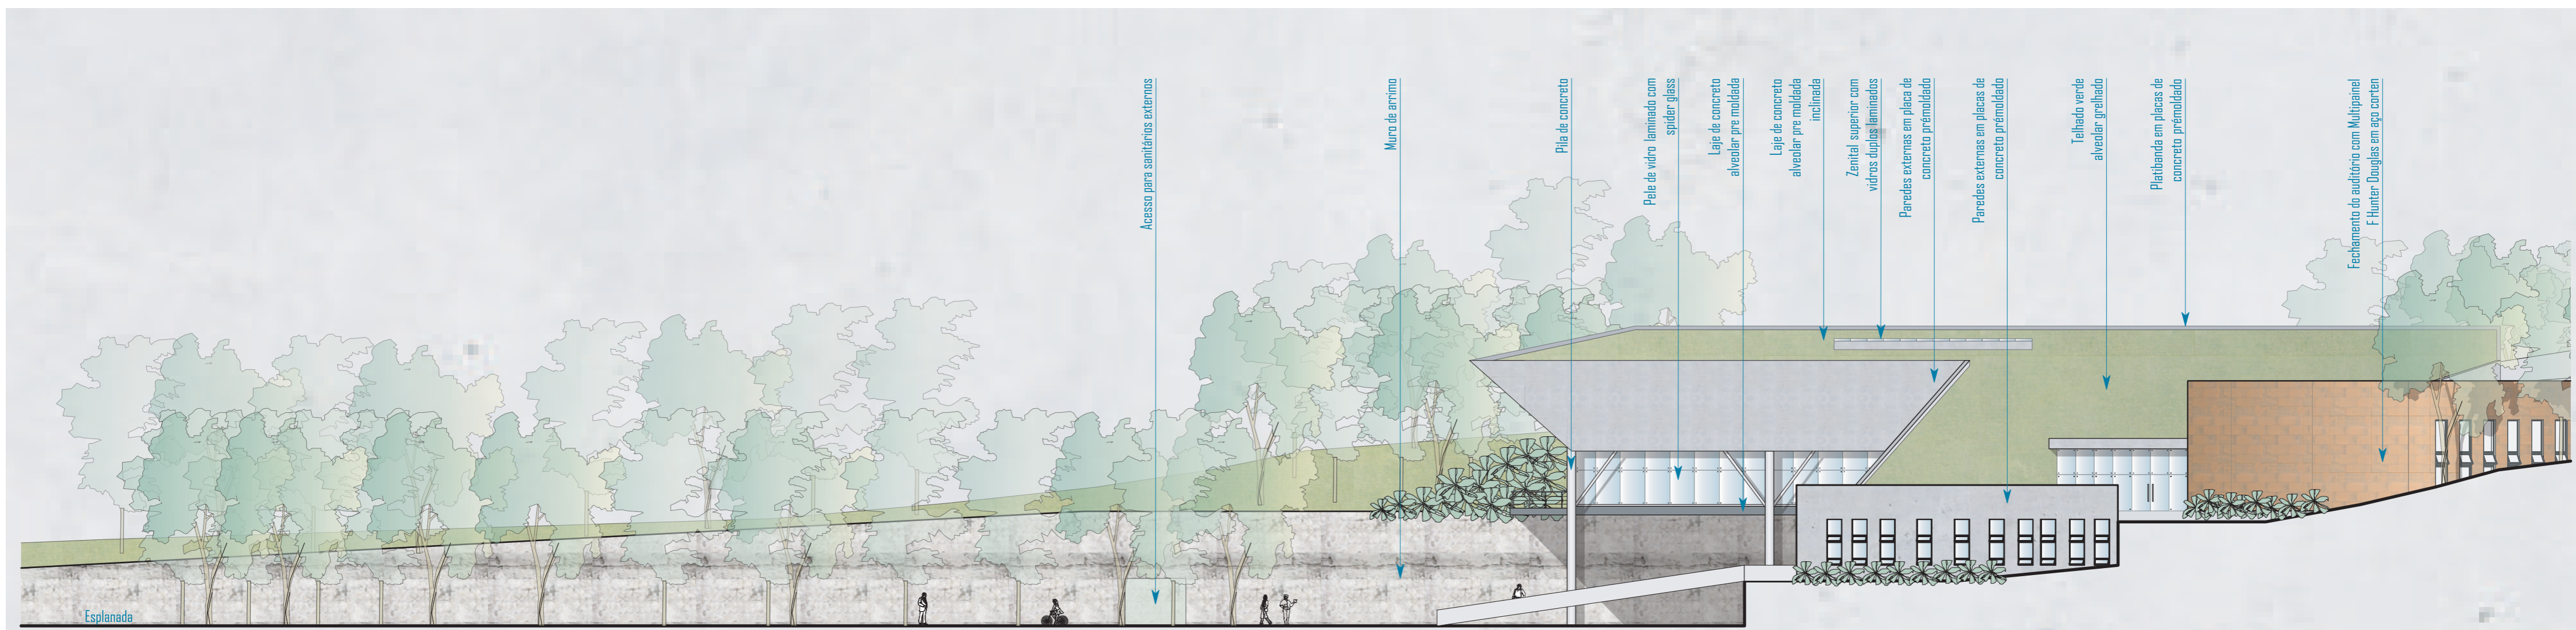 Acesso para sanitários externos
Muro de arrimo
Pila de concreto
Pele de vidro laminado com
spider glass
Laje de concreto
alveolar pre moldada
Laje de concreto
alveolar pre moldada
inclinada
Zenital superior com
vidros duplos laminados
Paredes externas em placa de
concreto prémoldado
Paredes externas em placas de
concreto prémoldado
Telhado verde
alveolar grelhado
Platibanda em placas de
concreto prémoldado
Fechamento do auditório com Multipainel
F Hunter Douglas em aço corten
Esplanada